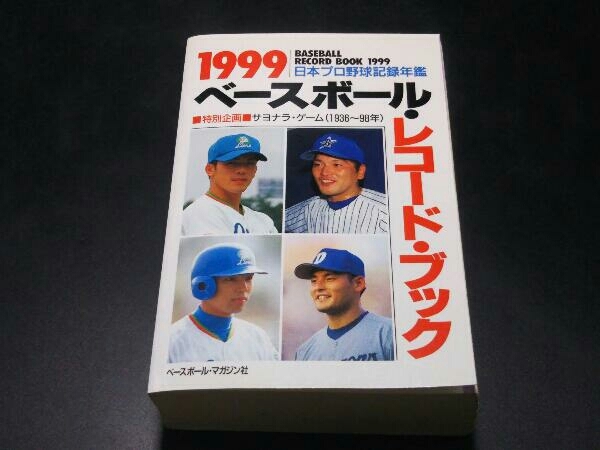 1999
BASEBALL
RECORD BOOK 1999
日本プロ野球記録年鑑
ベースボール・レコード・ブック
■特別企画■サヨナラ・ゲーム(1936～98年)
ベースボール・マガジン社